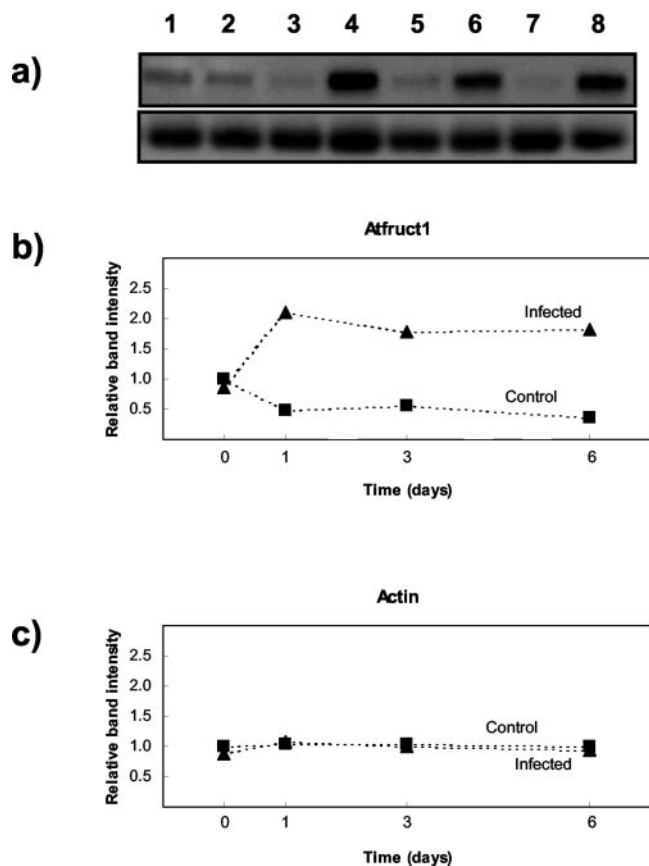 1 2 3 4 5 6 7 8
a)
b)
Atfruct1
Relative band intensity
2.5
2.0
1.5
1.0
0.5
Infected
Control
0 1 3 6
Time (days)
c)
Actin
Relative band intensity
2.5
2.0
1.5
1.0
0.5
Control
Infected
0 1 3 6
Time (days)